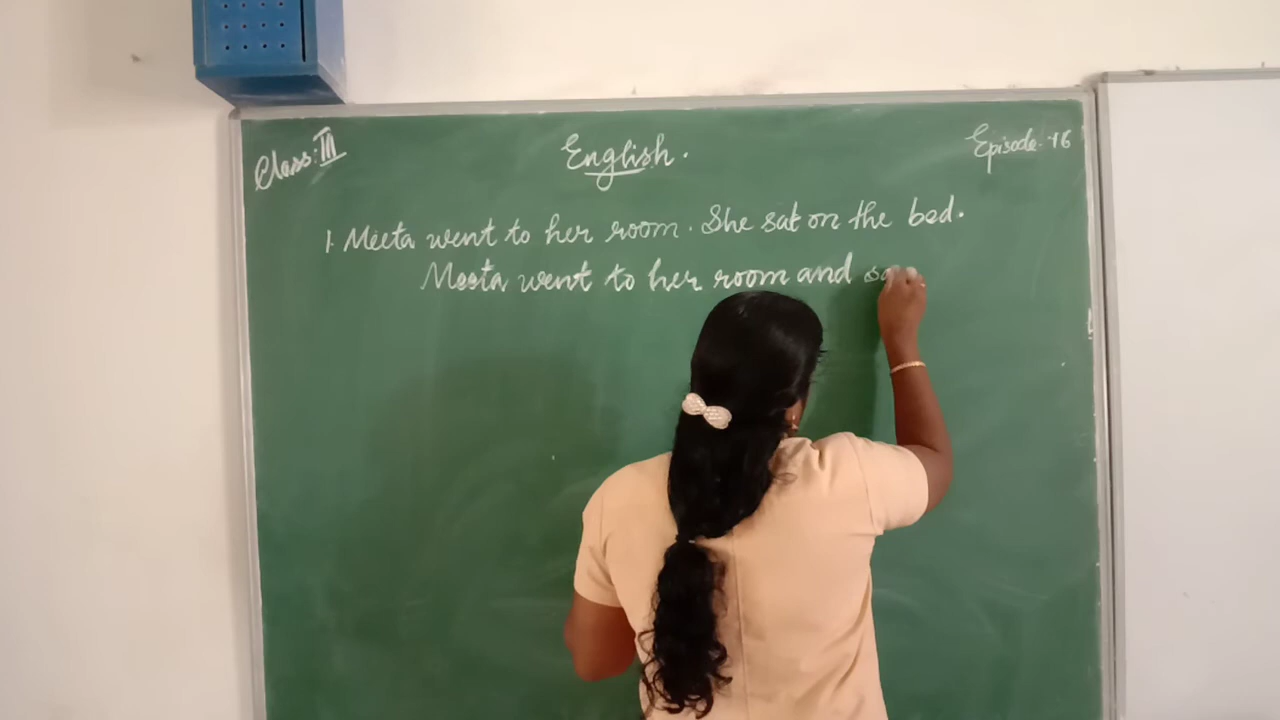 Class: III
English.
Episode-16
1. Meeta went to her room. She sat on the bed.
Meeta went to her room and